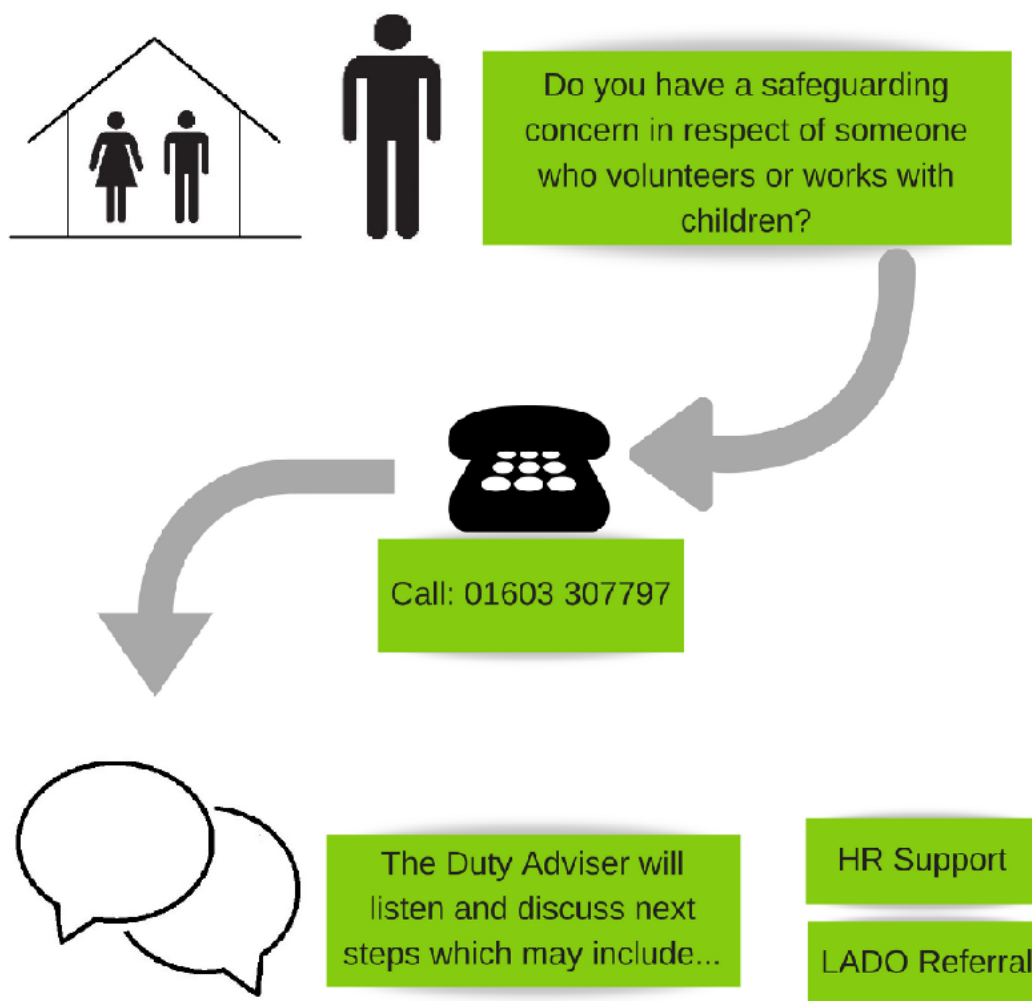 Do you have a safeguarding
concern in respect of someone
who volunteers or works with
children?
Call: 01603 307797
The Duty Adviser will
listen and discuss next
steps which may include...
HR Support
LADO Referral